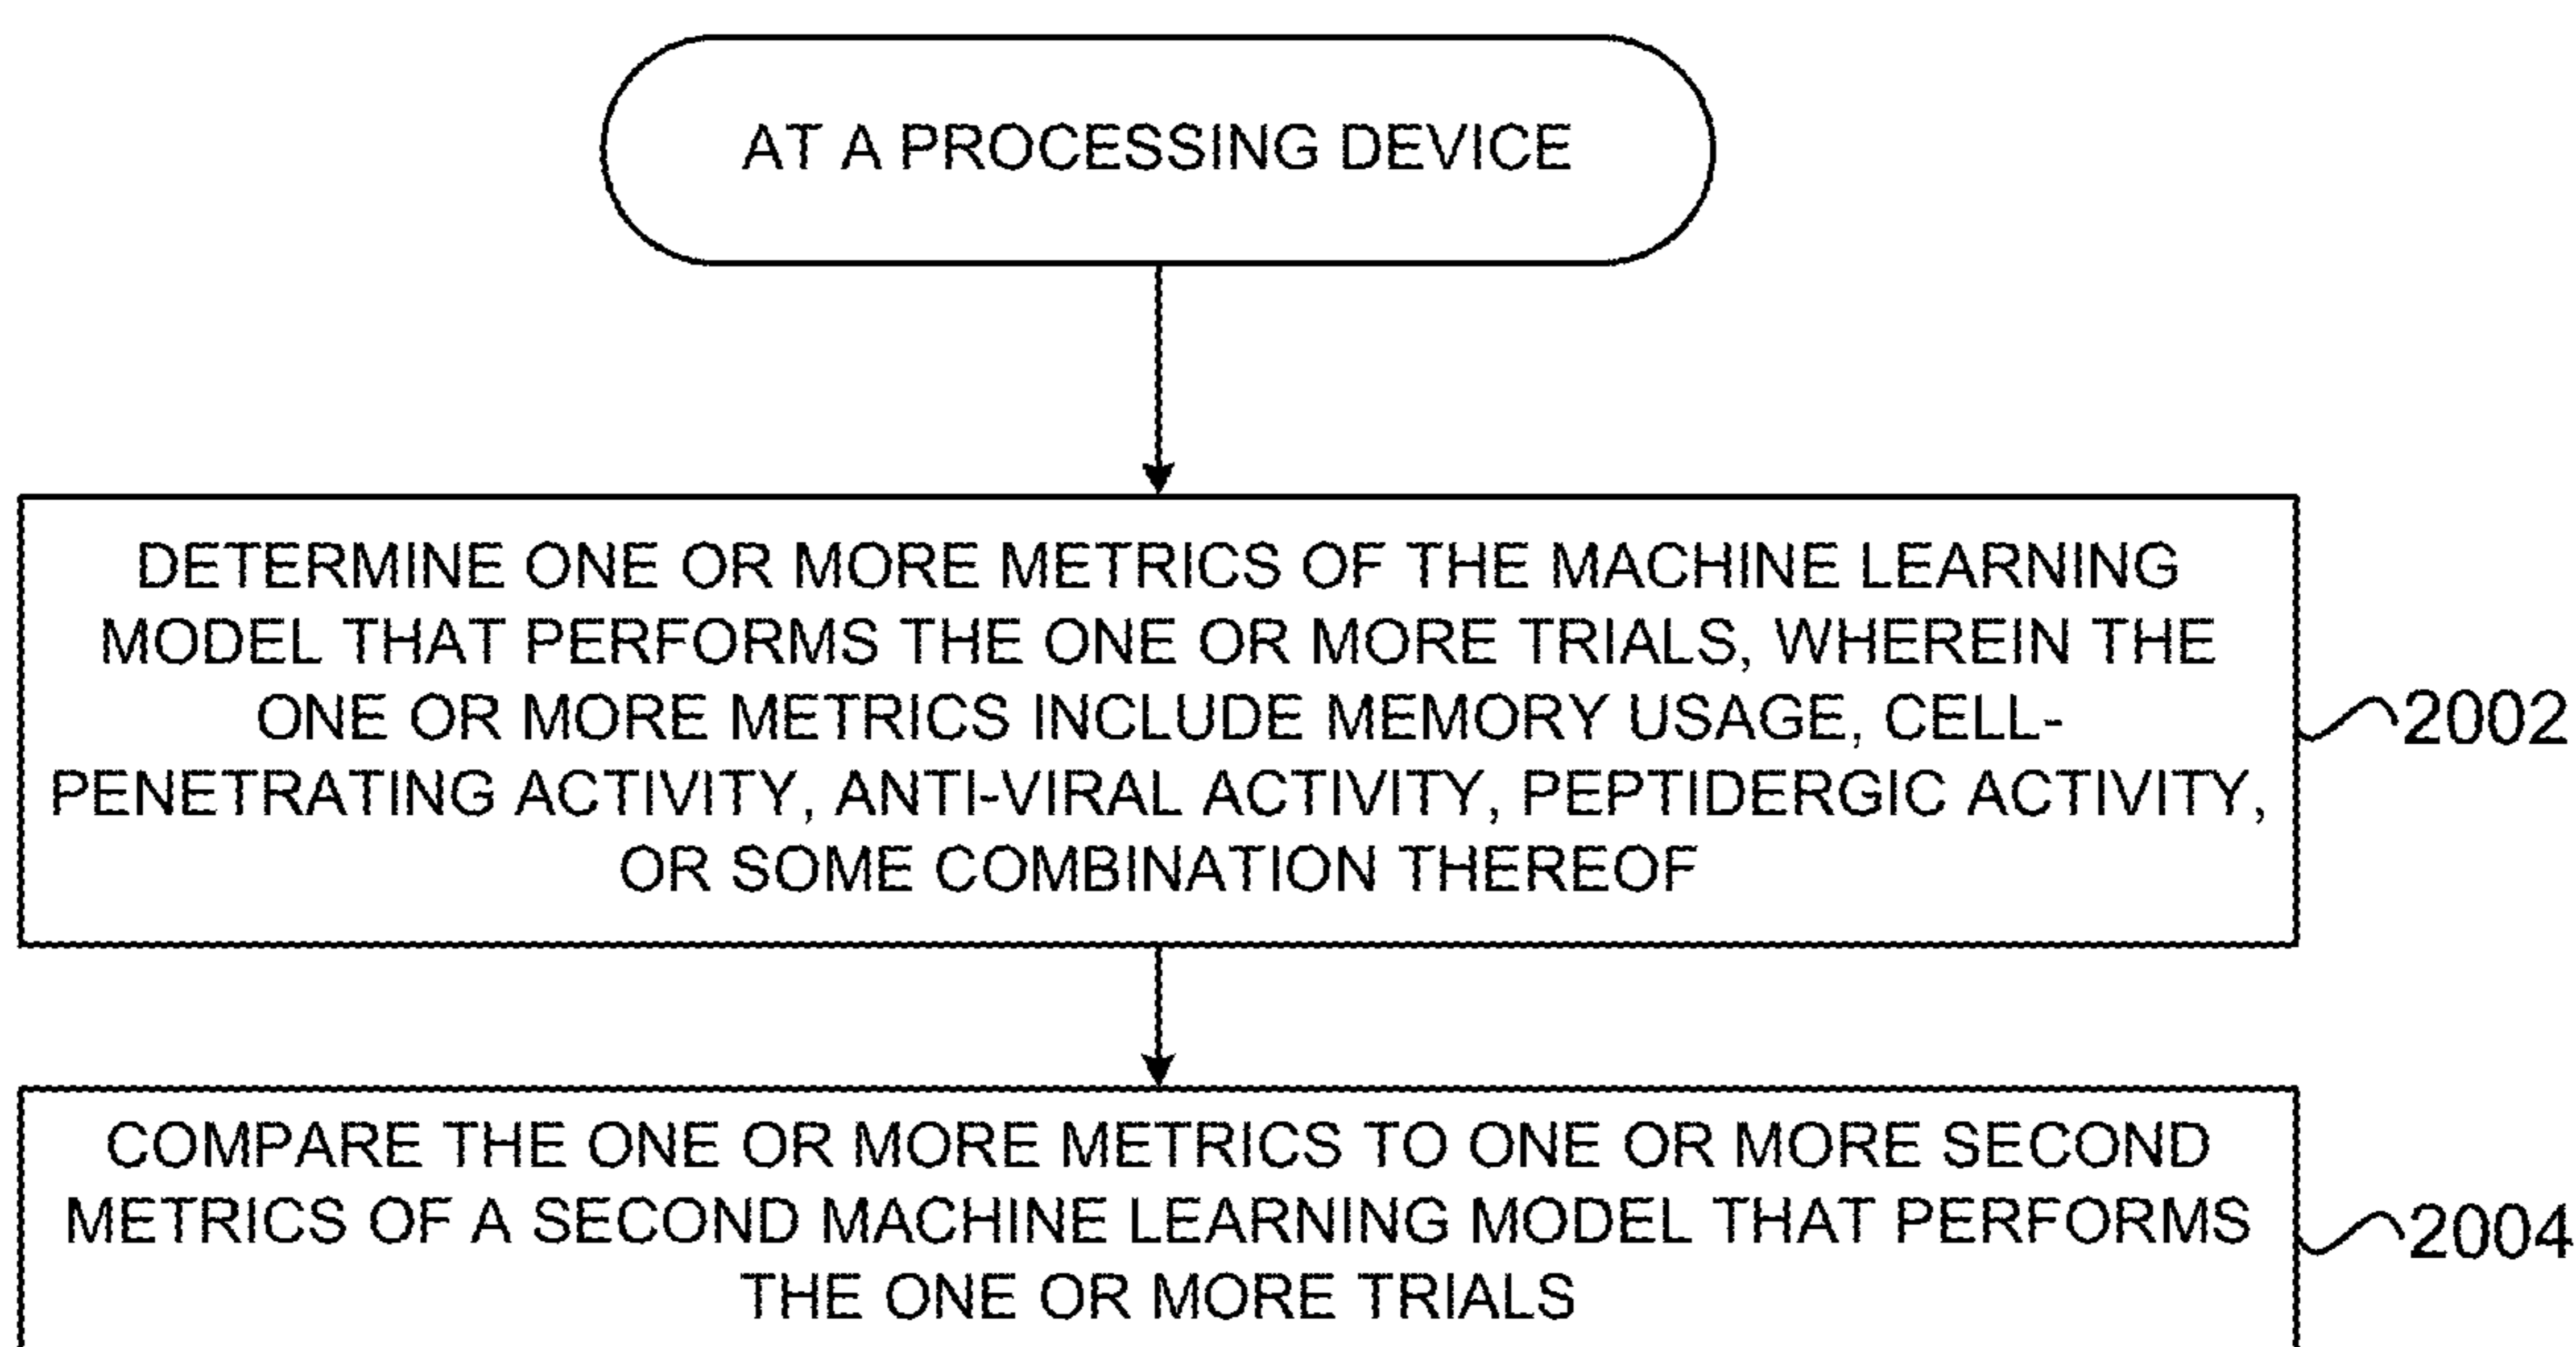 AT A PROCESSING DEVICE
DETERMINE ONE OR MORE METRICS OF THE MACHINE LEARNING
MODEL THAT PERFORMS THE ONE OR MORE TRIALS, WHEREIN THE
ONE OR MORE METRICS INCLUDE MEMORY USAGE, CELL-
PENETRATING ACTIVITY, ANTI-VIRAL ACTIVITY, PEPTIDERGIC ACTIVITY,
OR SOME COMBINATION THEREOF
2002
COMPARE THE ONE OR MORE METRICS TO ONE OR MORE SECOND
METRICS OF A SECOND MACHINE LEARNING MODEL THAT PERFORMS
THE ONE OR MORE TRIALS
2004